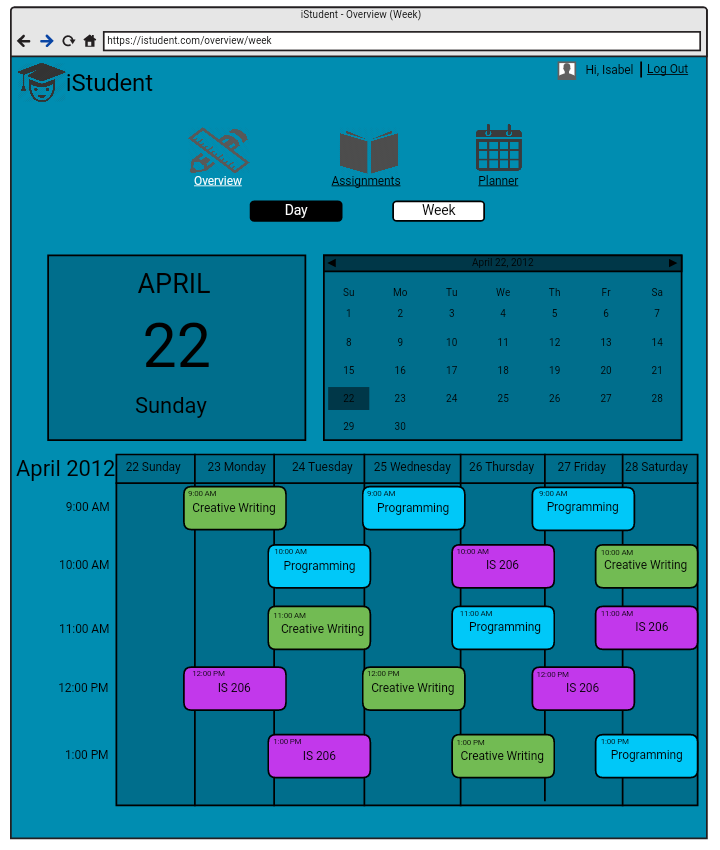 iStudent - Overview (Week)
https://istudent.com/overview/week
iStudent
Hi, Isabel
Log Out
Overview
Assignments
Planner
Day
Week
APRIL
22
Sunday
April 22, 2012
Su Mo Tu We Th Fr Sa
1 2 3 4 5 6 7
8 9 10 11 12 13 14
15 16 17 18 19 20 21
22 23 24 25 26 27 28
29 30
April 2012
22 Sunday 23 Monday 24 Tuesday 25 Wednesday 26 Thursday 27 Friday 28 Saturday
9:00 AM
9:00 AM
Creative Writing
9:00 AM
Programming
9:00 AM
Programming
10:00 AM
10:00 AM
Programming
10:00 AM
IS 206
10:00 AM
Creative Writing
11:00 AM
11:00 AM
Creative Writing
11:00 AM
Programming
11:00 AM
IS 206
12:00 PM
12:00 PM
IS 206
12:00 PM
Creative Writing
12:00 PM
IS 206
1:00 PM
1:00 PM
IS 206
1:00 PM
Creative Writing
1:00 PM
Programming